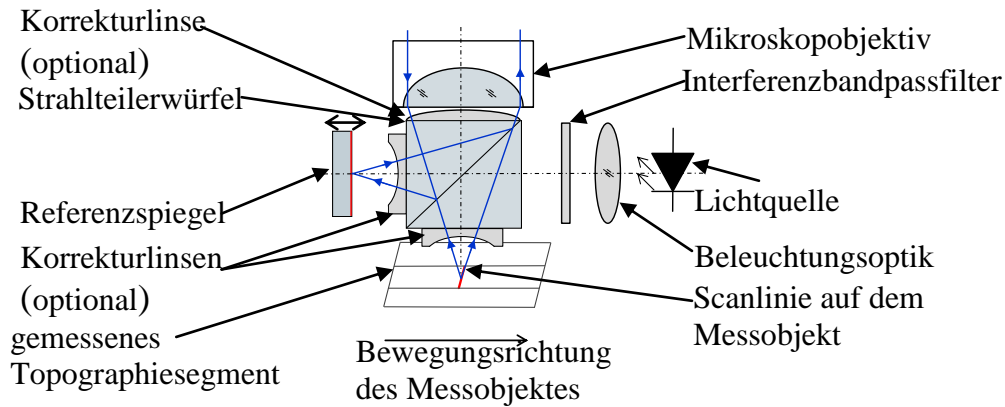 Korrekturlinse
(optional)
Strahlteilerwürfel
Referenzspiegel
Korrekturlinsen
(optional)
gemessenes
Topographiesegment
Bewegungsrichtung
des Messobjektes
Mikroskopobjektiv
Interferenzbandpassfilter
Lichtquelle
Beleuchtungsoptik
Scanlinie auf dem
Messobjekt